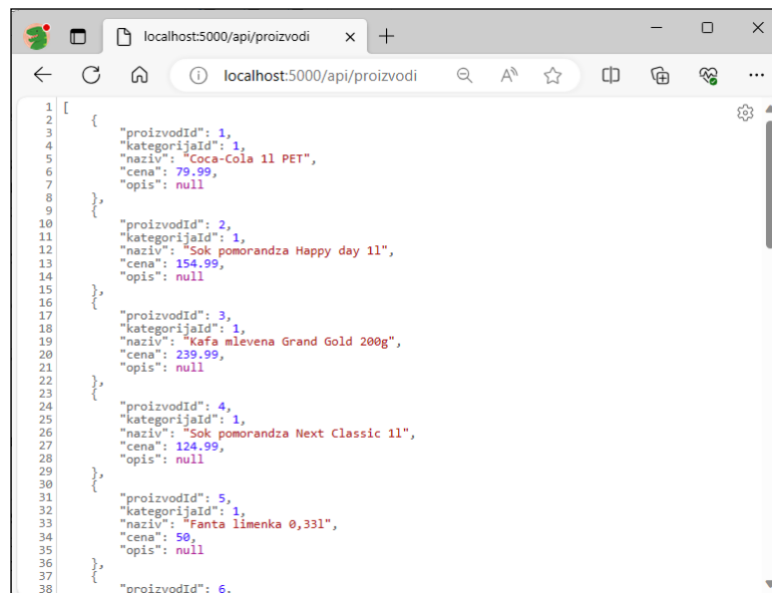 localhost:5000/api/proizvodi
localhost:5000/api/proizvodi
1 [
2 {
3 "proizvodId": 1,
4 "kategorijaId": 1,
5 "naziv": "Coca-Cola 1l PET",
6 "cena": 79.99,
7 "opis": null
8 },
9 {
10 "proizvodId": 2,
11 "kategorijaId": 1,
12 "naziv": "Sok pomorandza Happy day 1l",
13 "cena": 154.99,
14 "opis": null
15 },
16 {
17 "proizvodId": 3,
18 "kategorijaId": 1,
19 "naziv": "Kafa mlevena Grand Gold 200g",
20 "cena": 239.99,
21 "opis": null
22 },
23 {
24 "proizvodId": 4,
25 "kategorijaId": 1,
26 "naziv": "Sok pomorandza Next Classic 1l",
27 "cena": 124.99,
28 "opis": null
29 },
30 {
31 "proizvodId": 5,
32 "kategorijaId": 1,
33 "naziv": "Fanta limenka 0,33l",
34 "cena": 50,
35 "opis": null
36 },
37 {
38 "proizvodId": 6,